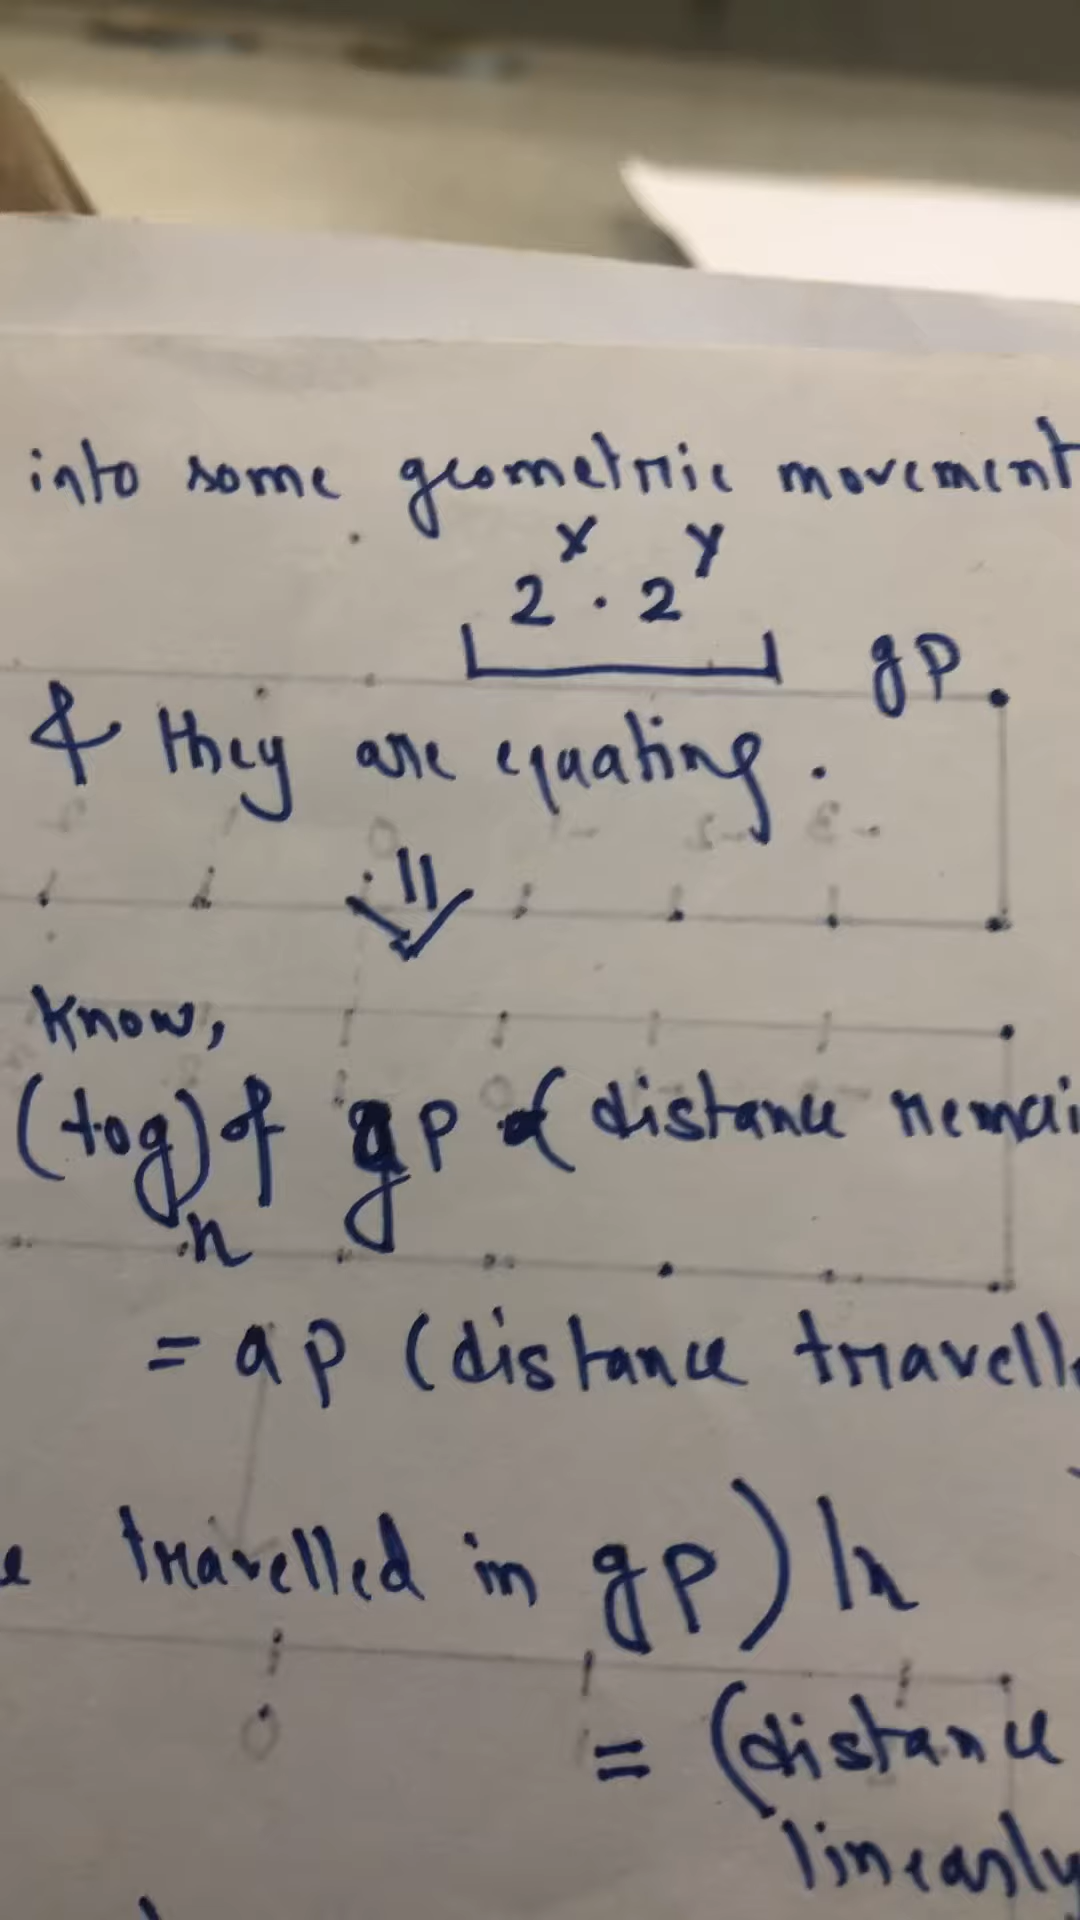 into some geometric movement
2^x . 2^y
gp
& they are equating.
Know,
(log) of gp (distance remai
n
= ap (distance travell
e travelled in gp) ln
= (distance
linearly